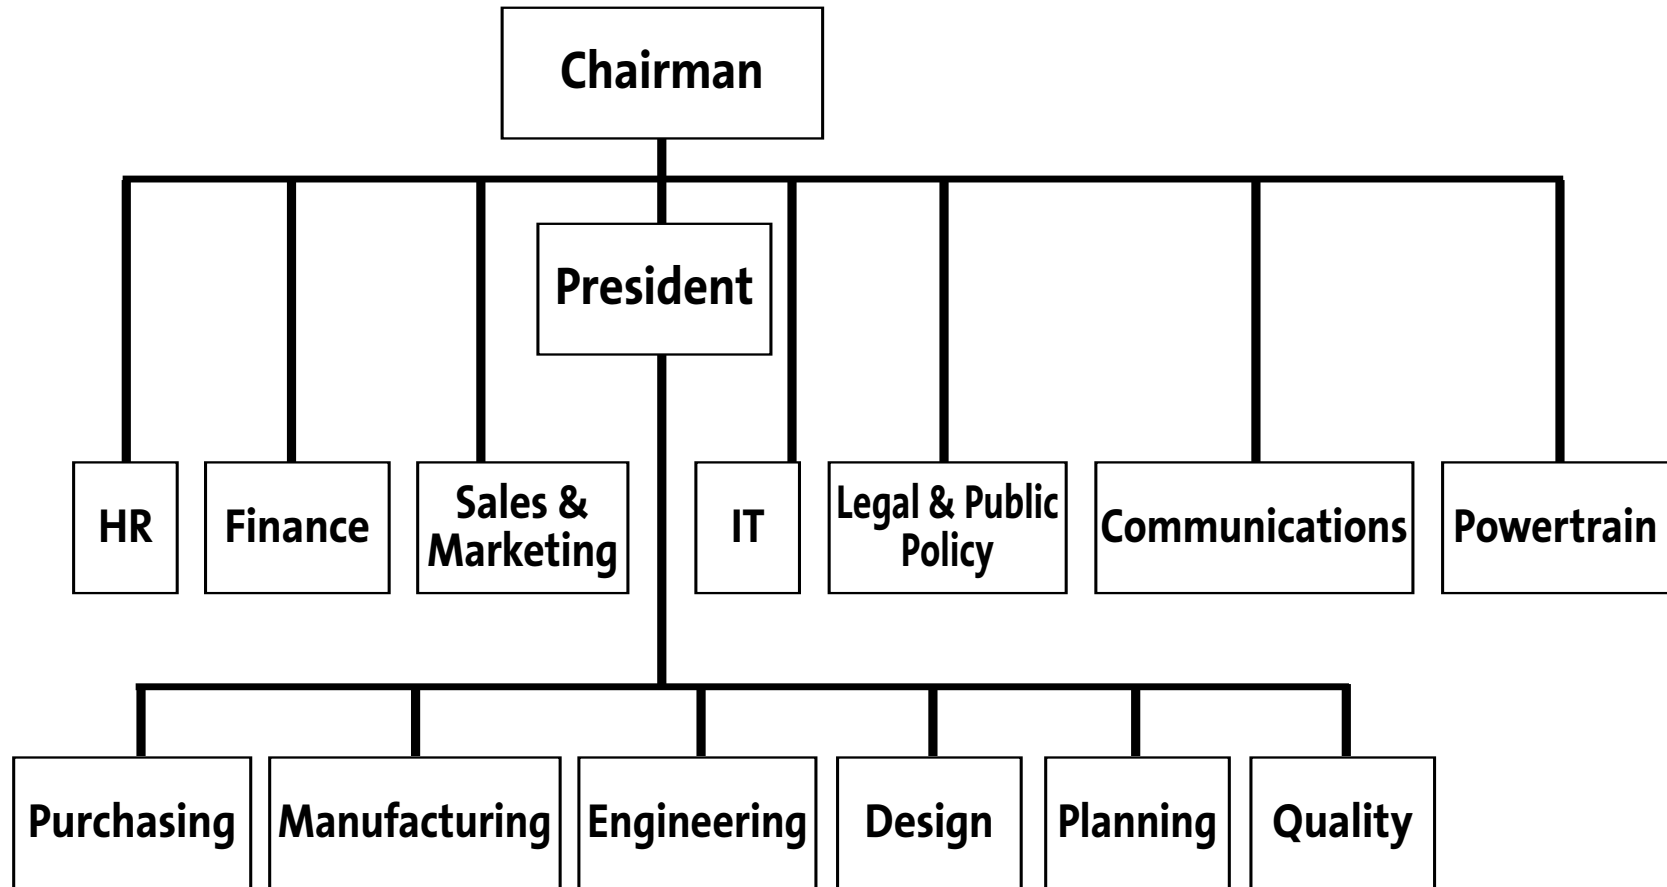 Chairman
President
HR
Finance
Sales &
Marketing
IT
Legal & Public
Policy
Communications
Powertrain
Purchasing
Manufacturing
Engineering
Design
Planning
Quality